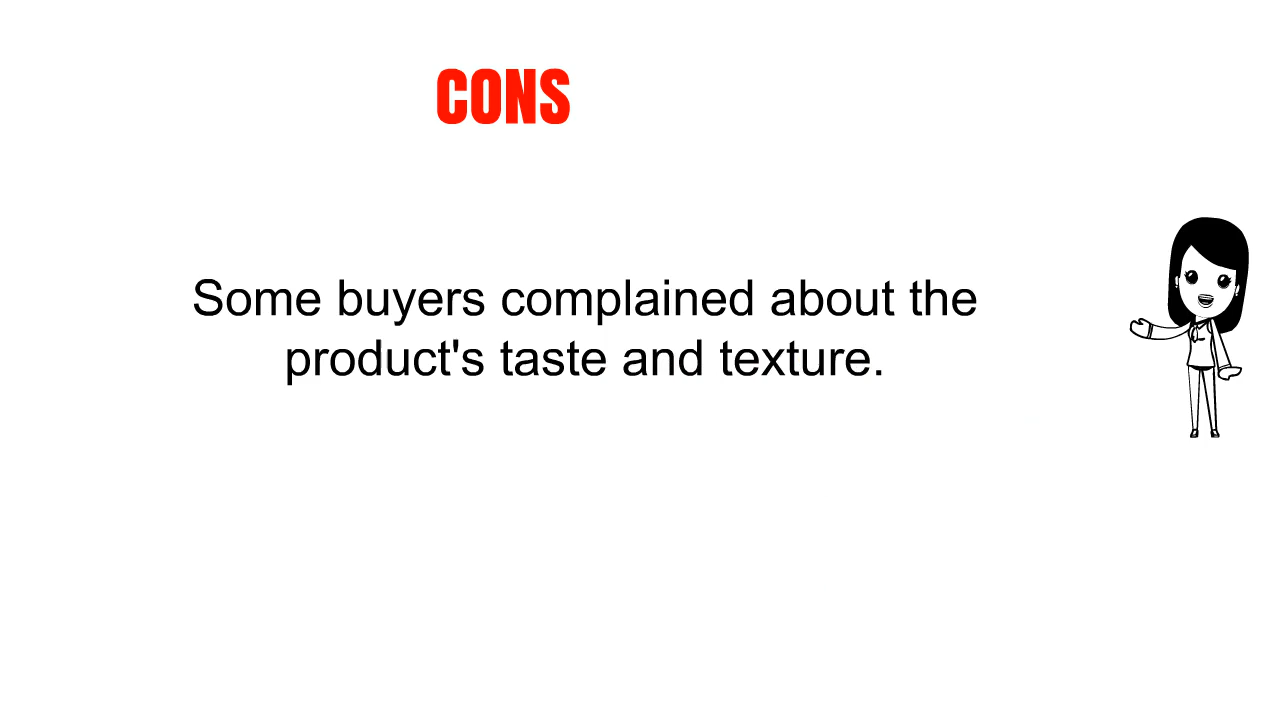 CONS
Some buyers complained about the
product's taste and texture.